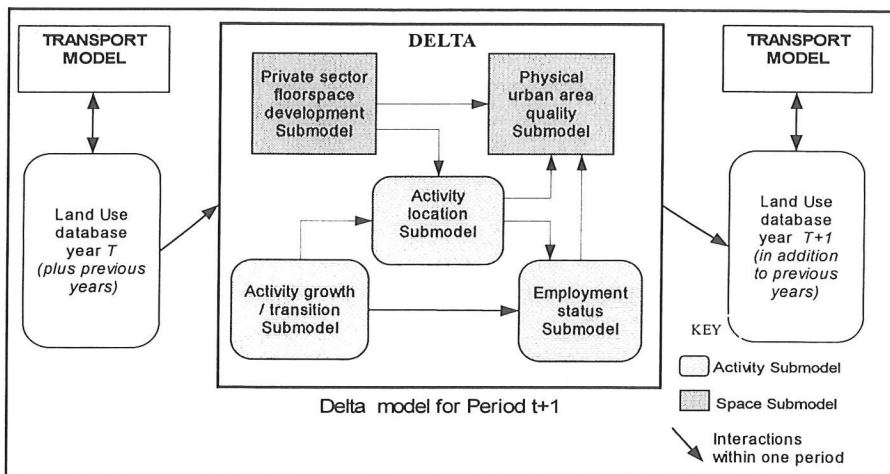 TRANSPORT
MODEL
Land Use
database
year T
(plus previous
years)
DELTA
Private sector
floorspace
development
Submodel
Physical
urban area
quality
Submodel
Activity
location
Submodel
Activity growth
/ transition
Submodel
Employment
status
Submodel
Delta model for Period t+1
TRANSPORT
MODEL
Land Use
database
year T+1
(in addition
to previous
years)
KEY
Activity Submodel
Space Submodel
Interactions
within one period